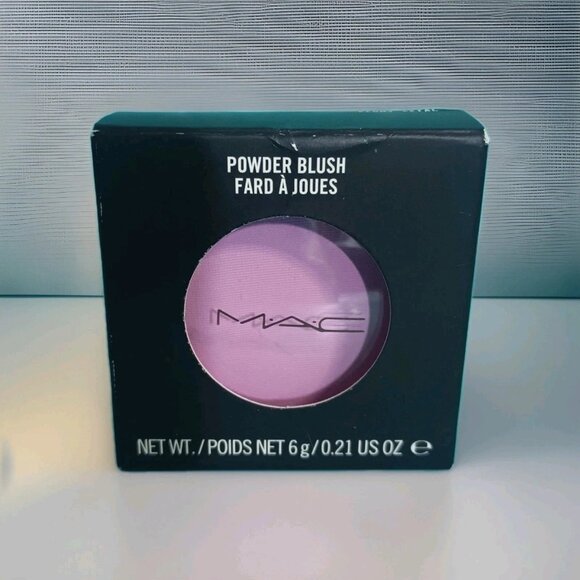 POWDER BLUSH
FARD À JOUES
M·A·C
NET WT./POIDS NET 6 g/0.21 US OZ ℮